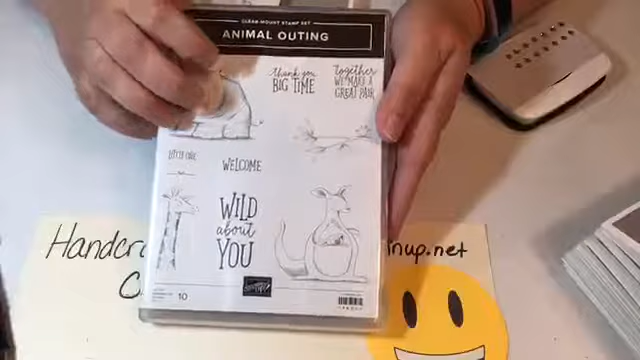 CLEAR-MOUNT STAMP SET
ANIMAL OUTING
thank you
BIG TIME
Together
WE MAKE A
GREAT PAIR
LITTLE ONE
WELCOME
WILD
about
YOU
10
Handcr
nup.net
C